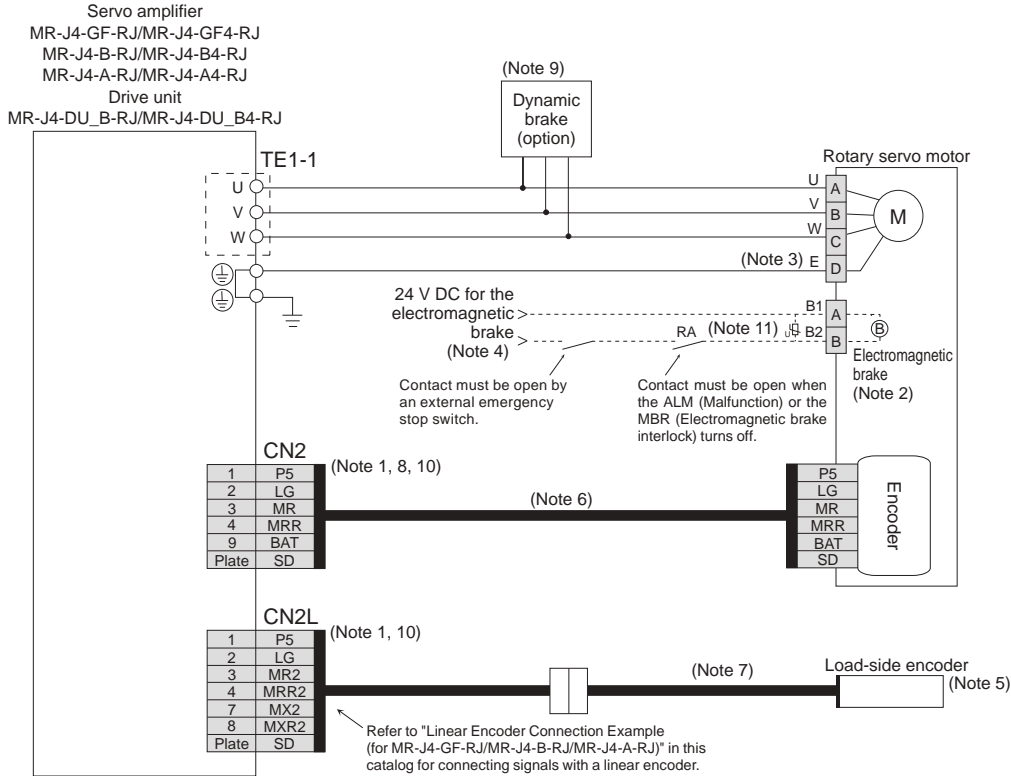 Servo amplifier
MR-J4-GF-RJ/MR-J4-GF4-RJ
MR-J4-B-RJ/MR-J4-B4-RJ
MR-J4-A-RJ/MR-J4-A4-RJ
Drive unit
MR-J4-DU_B-RJ/MR-J4-DU_B4-RJ
(Note 9)
Dynamic
brake
(option)
TE1-1
U
V
W
Rotary servo motor
U
A
V
B
W
C
(Note 3) E
D
M
24 V DC for the
electromagnetic
brake
(Note 4)
RA
(Note 11)
U
B1
A
B2
B
B
Electromagnetic
brake
(Note 2)
Contact must be open by
an external emergency
stop switch.
Contact must be open when
the ALM (Malfunction) or the
MBR (Electromagnetic brake
interlock) turns off.
CN2
(Note 1, 8, 10)
1 P5
2 LG
3 MR
4 MRR
9 BAT
Plate SD
(Note 6)
P5
LG
MR
MRR
BAT
SD
Encoder
CN2L
(Note 1, 10)
1 P5
2 LG
3 MR2
4 MRR2
7 MX2
8 MXR2
Plate SD
(Note 7)
Load-side encoder
(Note 5)
Refer to "Linear Encoder Connection Example
(for MR-J4-GF-RJ/MR-J4-B-RJ/MR-J4-A-RJ)" in this
catalog for connecting signals with a linear encoder.